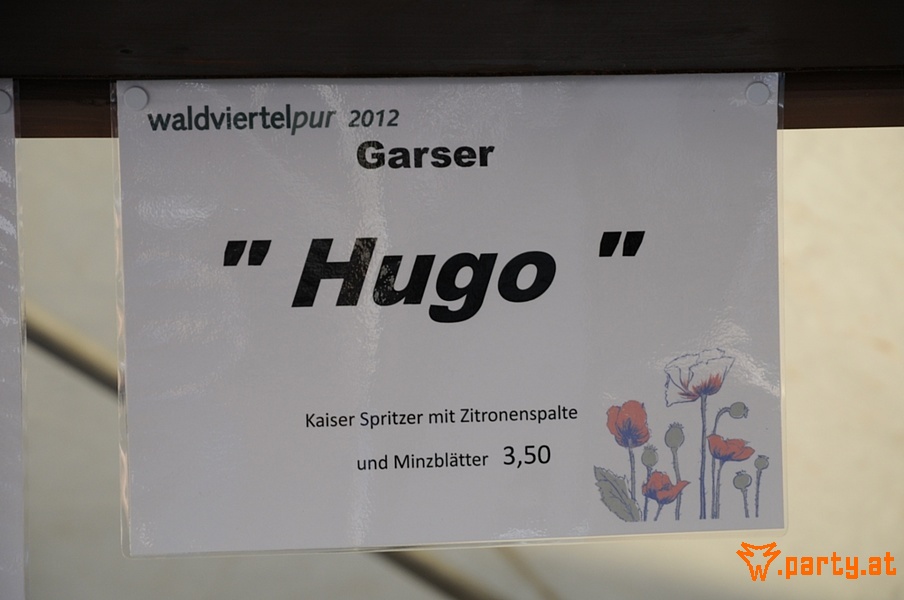 waldviertelpur 2012
Garser
" Hugo "
Kaiser Spritzer mit Zitronenspalte
und Minzblätter 3,50
w.party.at